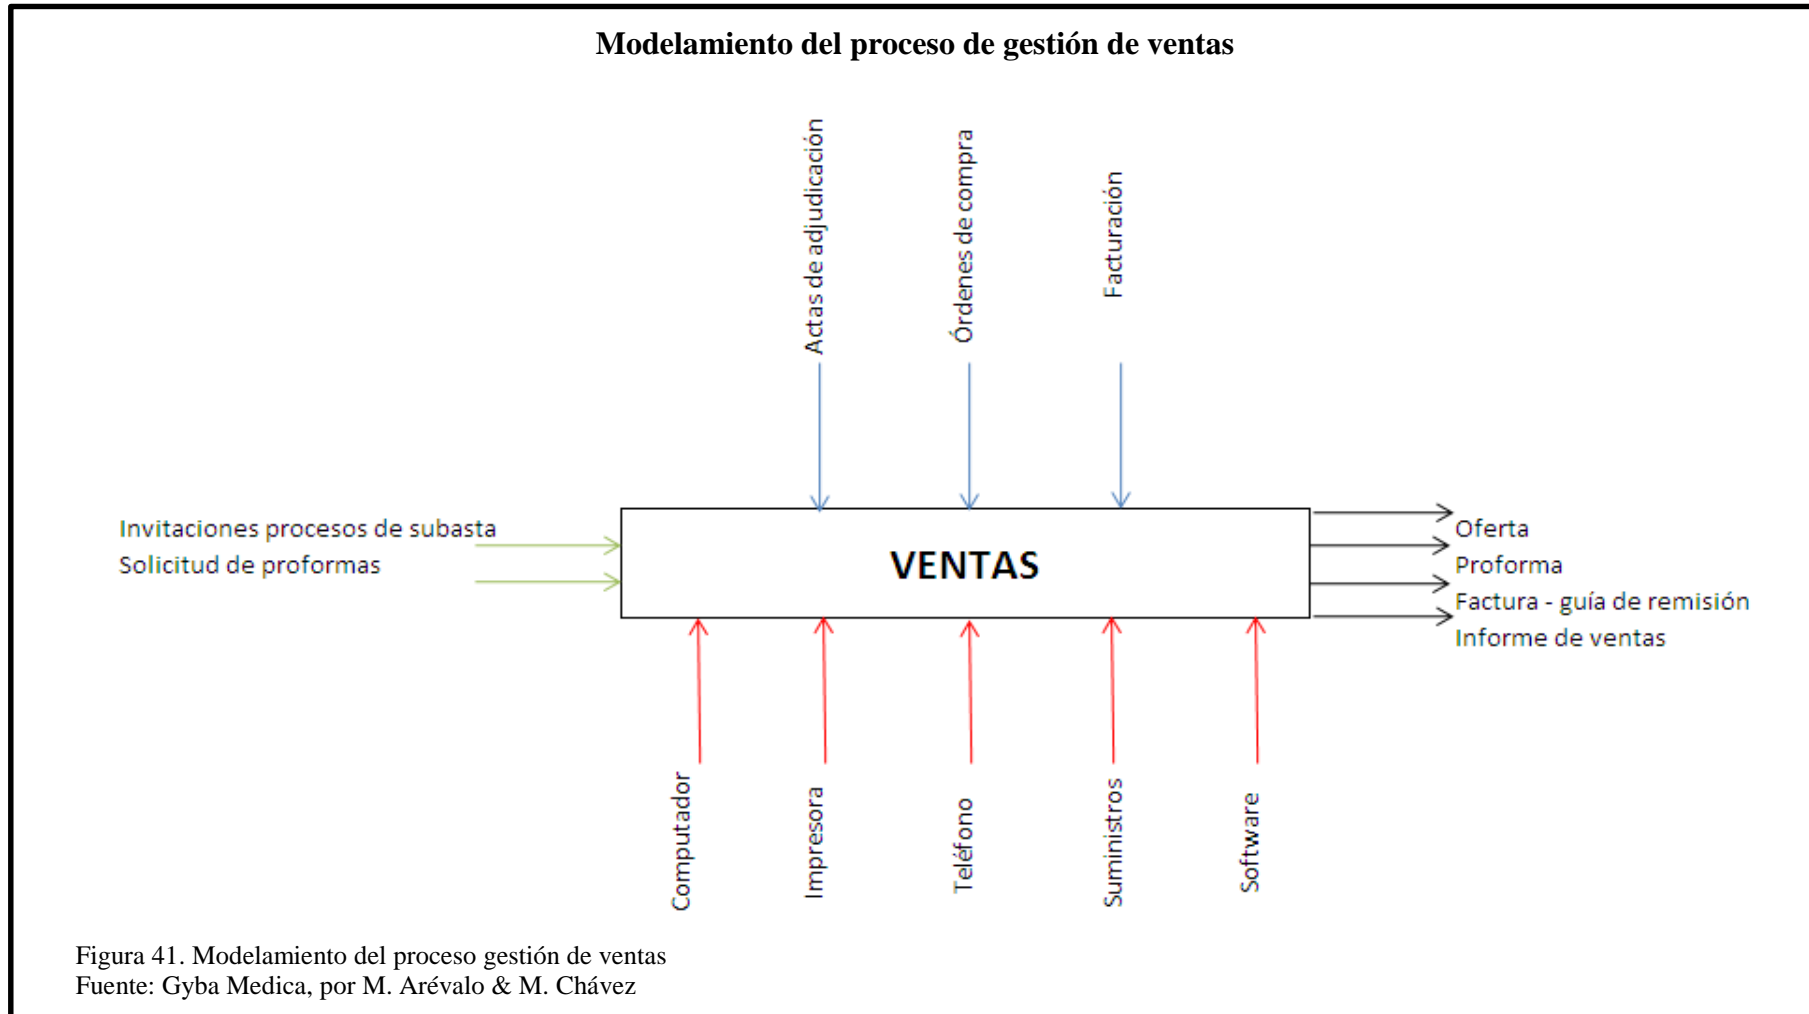 Modelamiento del proceso de gestión de ventas
Actas de adjudicación
Órdenes de compra
Facturación
Invitaciones procesos de subasta
Solicitud de proformas
VENTAS
Oferta
Proforma
Factura - guía de remisión
Informe de ventas
Computador
Impresora
Teléfono
Suministros
Software
Figura 41. Modelamiento del proceso gestión de ventas
Fuente: Gyba Medica, por M. Arévalo & M. Chávez